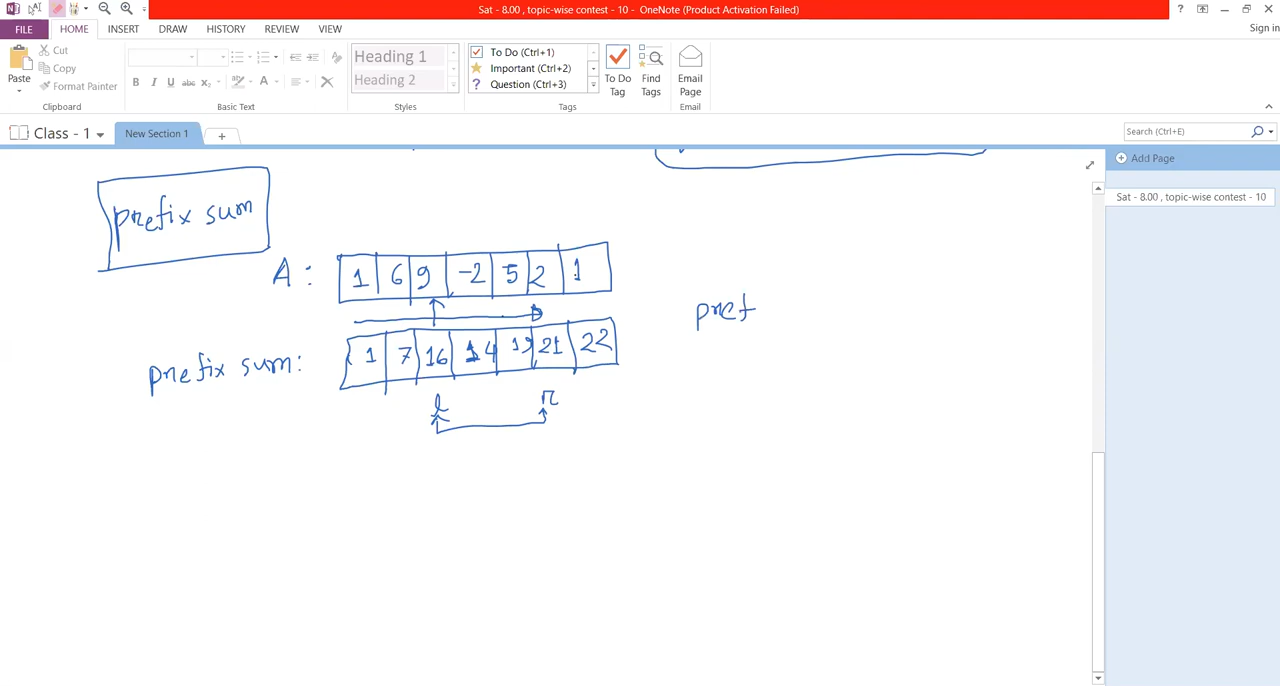 Sat - 8.00 , topic-wise contest - 10 - OneNote (Product Activation Failed)
FILE HOME INSERT DRAW HISTORY REVIEW VIEW Sign in
Paste
Cut
Copy
Format Painter
Clipboard
B I U abc X₂ A
Basic Text
Heading 1
Heading 2
Styles
To Do (Ctrl+1)
Important (Ctrl+2)
? Question (Ctrl+3)
To Do Tag
Find Tags
Tags
Email Page
Email
Class - 1 New Section 1
Search (Ctrl+E)
Add Page
Sat - 8.00 , topic-wise contest - 10
prefix sum
A : 1 6 9 -2 5 2 1
pref
prefix sum: 1 7 16 14 19 21 22
l r